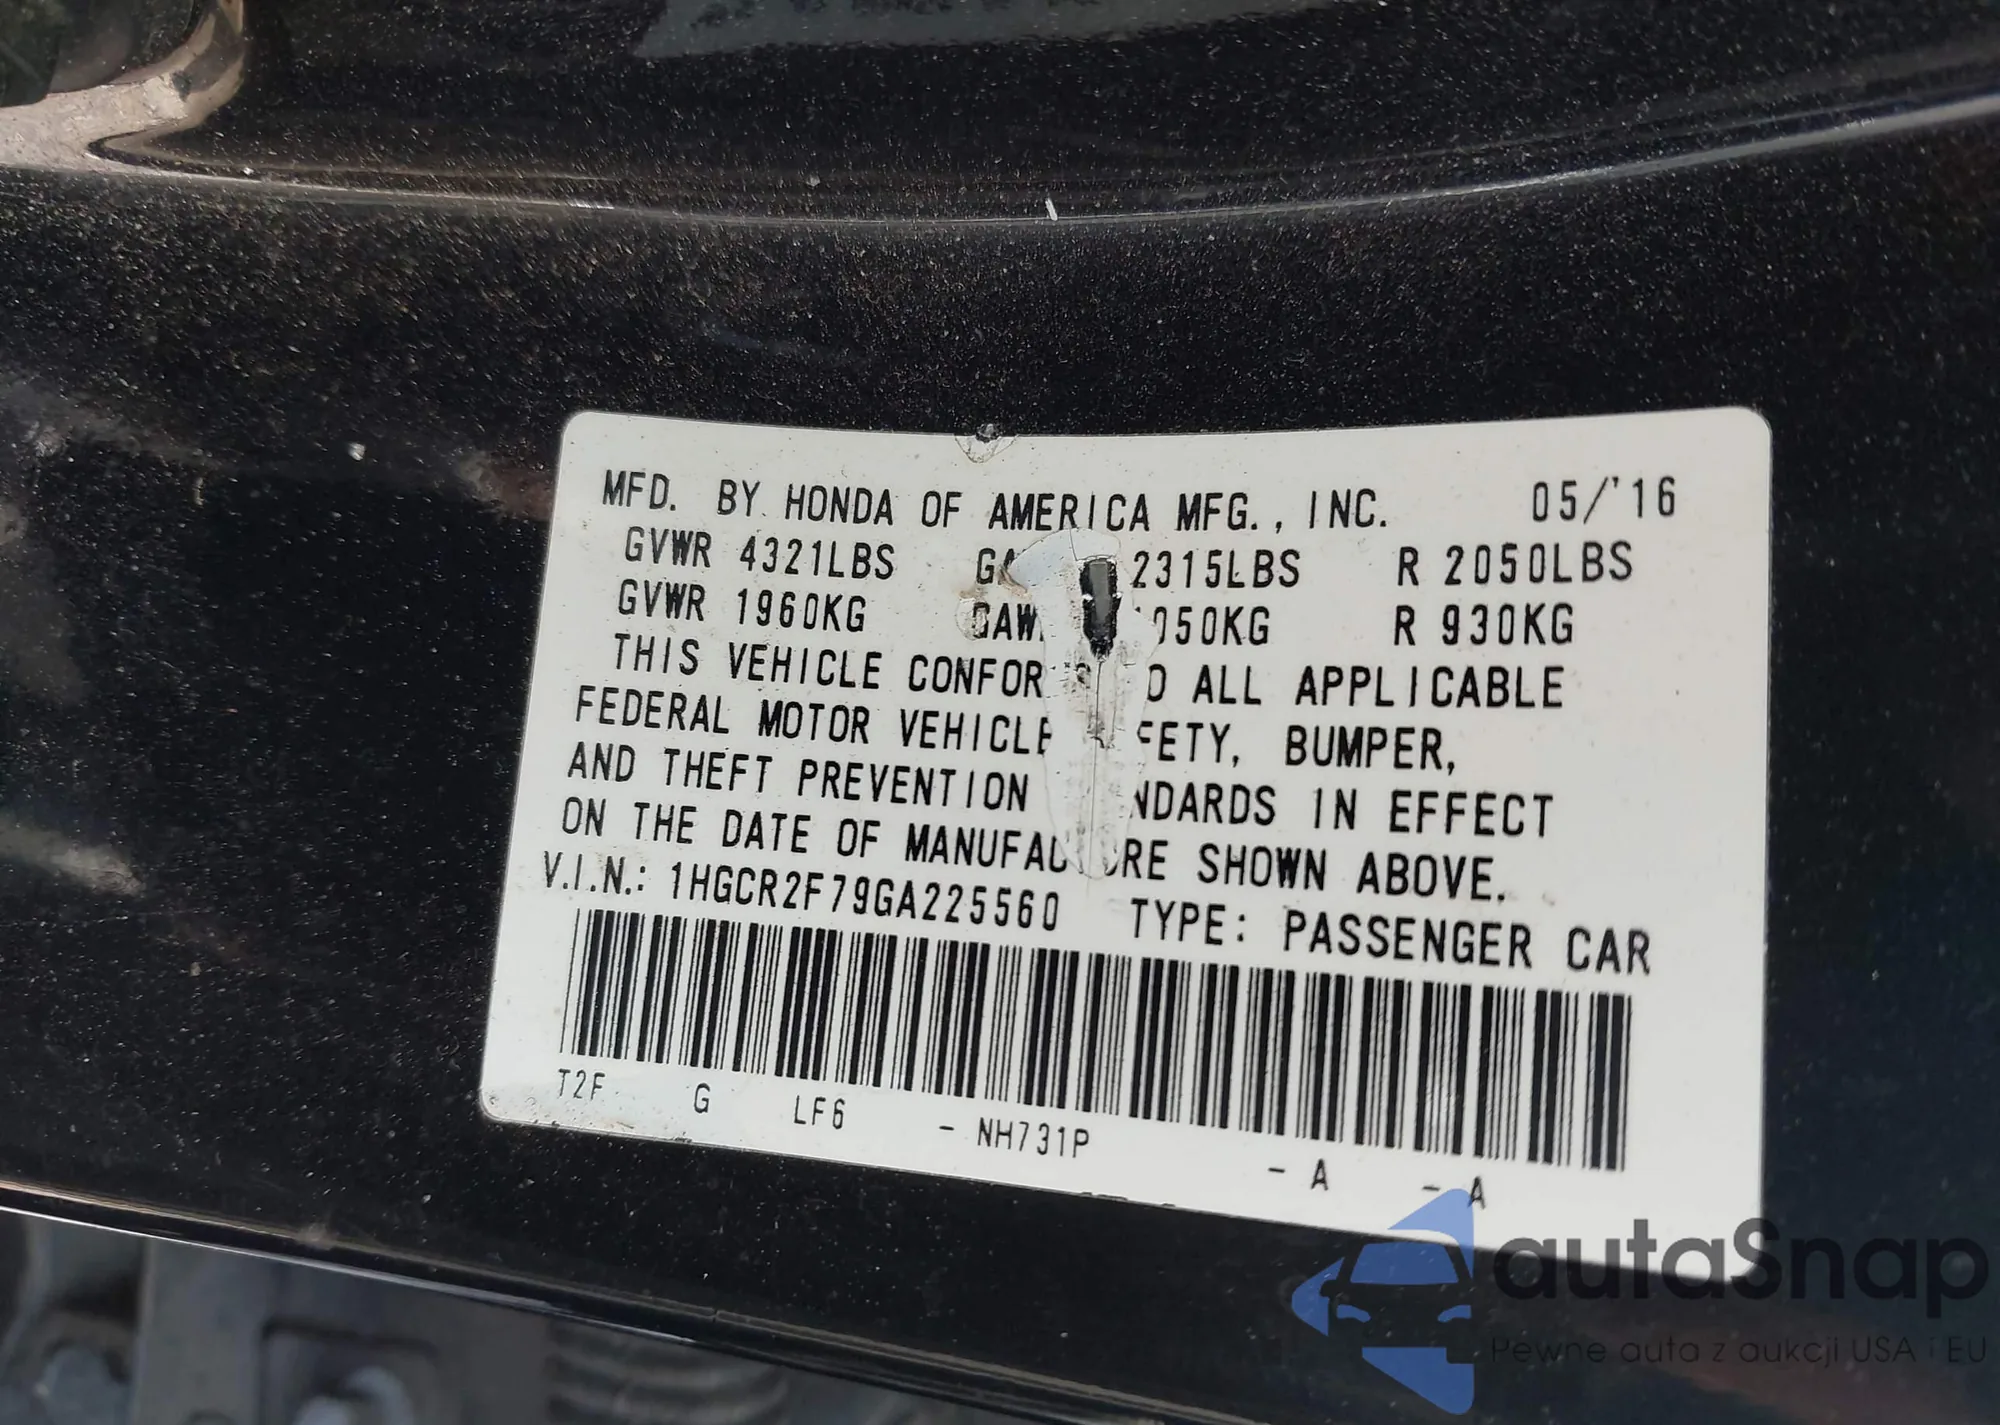 MFD. BY HONDA OF AMERICA MFG., INC. 05/'16
GVWR 4321LBS 2315LBS R 2050LBS
GVWR 1960KG R 930KG
THIS VEHICLE ALL APPLICABLE
FEDERAL MOTOR VEHICLE BUMPER,
AND THEFT PREVENTION IN EFFECT
ON THE DATE OF SHOWN ABOVE.
V.I.N.: 1HGCR2F79GA225560 TYPE: PASSENGER CAR
T2F G LF6 - NH731P - A - A
autaSnap
Pewne auta z aukcji USA i EU